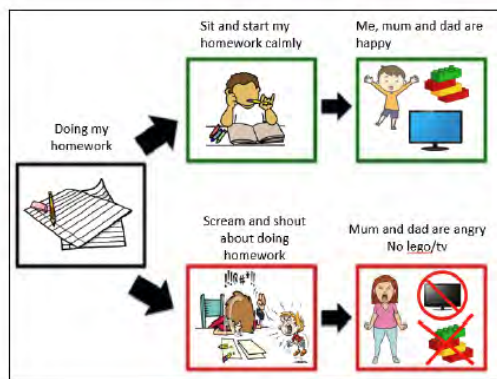 Sit and start my
homework calmly
Me, mum and dad are
happy
Doing my
homework
Scream and shout
about doing
homework
Mum and dad are angry
No lego/tv
!!@*#!